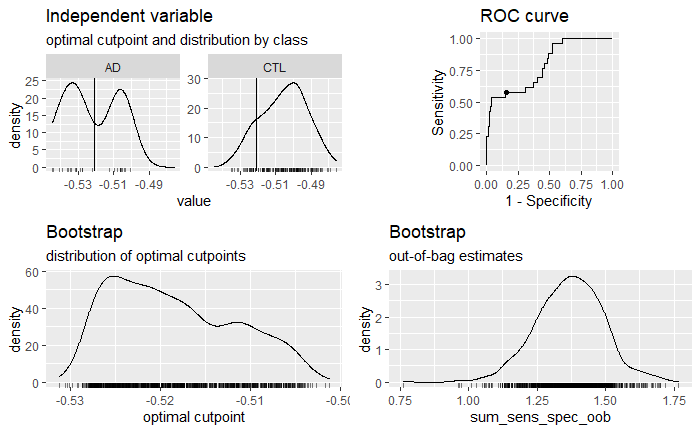 Independent variable
optimal cutpoint and distribution by class
AD
CTL
density
25
20
15
10
5
0
30
20
10
0
-0.53
-0.51
-0.49
-0.53
-0.51
-0.49
value
ROC curve
Sensitivity
1.00
0.75
0.50
0.25
0.00
0.00
0.25
0.50
0.75
1.00
1 - Specificity
Bootstrap
distribution of optimal cutpoints
density
60
40
20
0
-0.53
-0.52
-0.51
-0.50
optimal cutpoint
Bootstrap
out-of-bag estimates
density
3
2
1
0
0.75
1.00
1.25
1.50
1.75
sum_sens_spec_oob